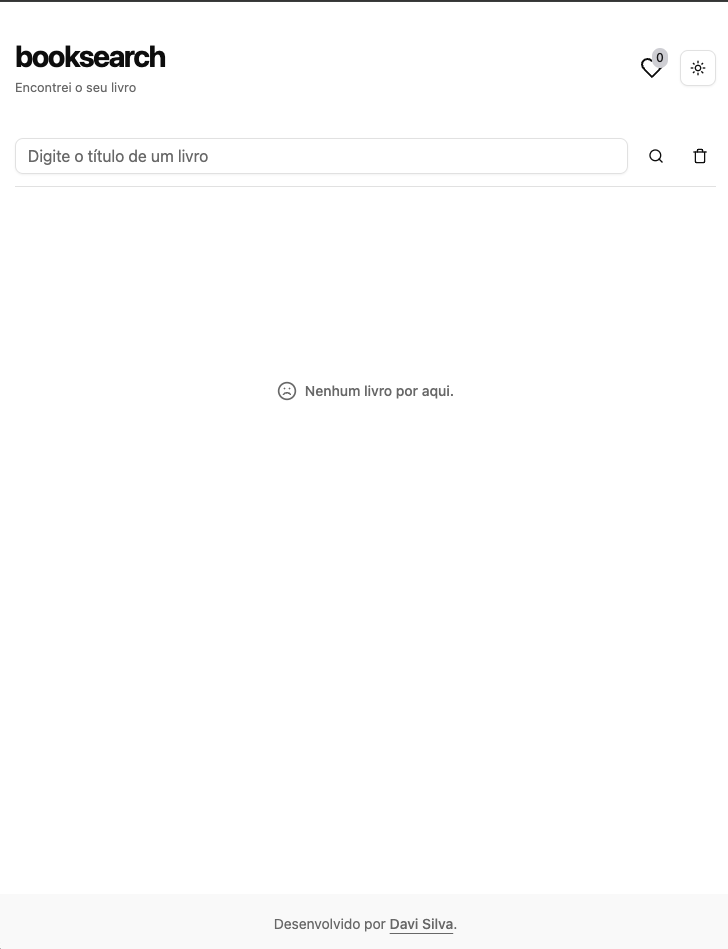 booksearch
0
Encontrei o seu livro
Digite o título de um livro
Nenhum livro por aqui.
Desenvolvido por Davi Silva.